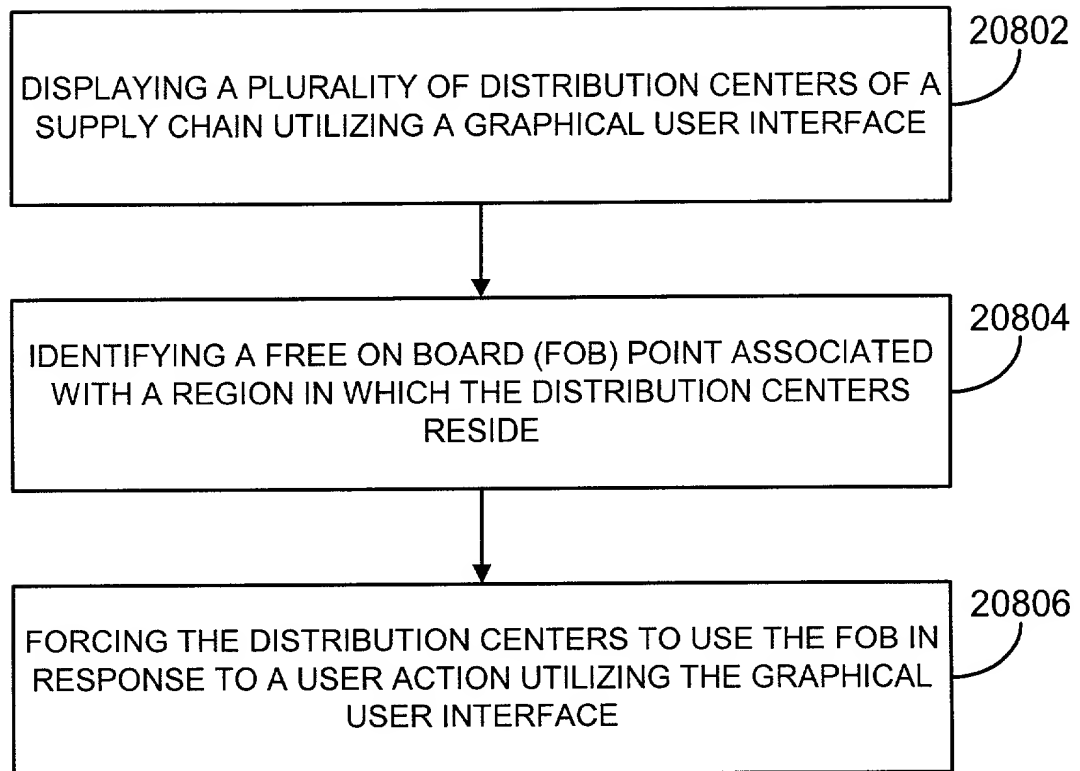 20802
DISPLAYING A PLURALITY OF DISTRIBUTION CENTERS OF A
SUPPLY CHAIN UTILIZING A GRAPHICAL USER INTERFACE
20804
IDENTIFYING A FREE ON BOARD (FOB) POINT ASSOCIATED
WITH A REGION IN WHICH THE DISTRIBUTION CENTERS
RESIDE
20806
FORCING THE DISTRIBUTION CENTERS TO USE THE FOB IN
RESPONSE TO A USER ACTION UTILIZING THE GRAPHICAL
USER INTERFACE